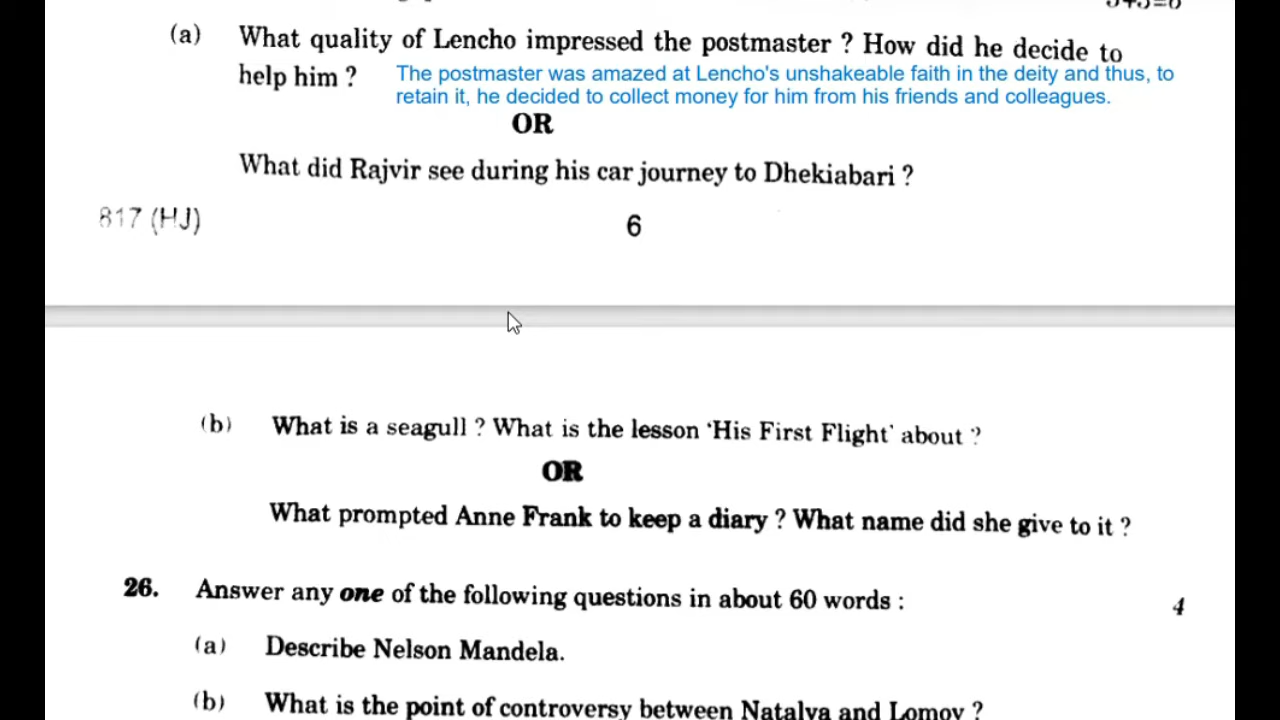 (a) What quality of Lencho impressed the postmaster ? How did he decide to
help him ? The postmaster was amazed at Lencho's unshakeable faith in the deity and thus, to
retain it, he decided to collect money for him from his friends and colleagues.
OR
What did Rajvir see during his car journey to Dhekiabari ?
817 (HJ) 6
(b) What is a seagull ? What is the lesson ‘His First Flight’ about ?
OR
What prompted Anne Frank to keep a diary ? What name did she give to it ?
26. Answer any one of the following questions in about 60 words : 4
(a) Describe Nelson Mandela.
(b) What is the point of controversy between Natalya and Lomov ?